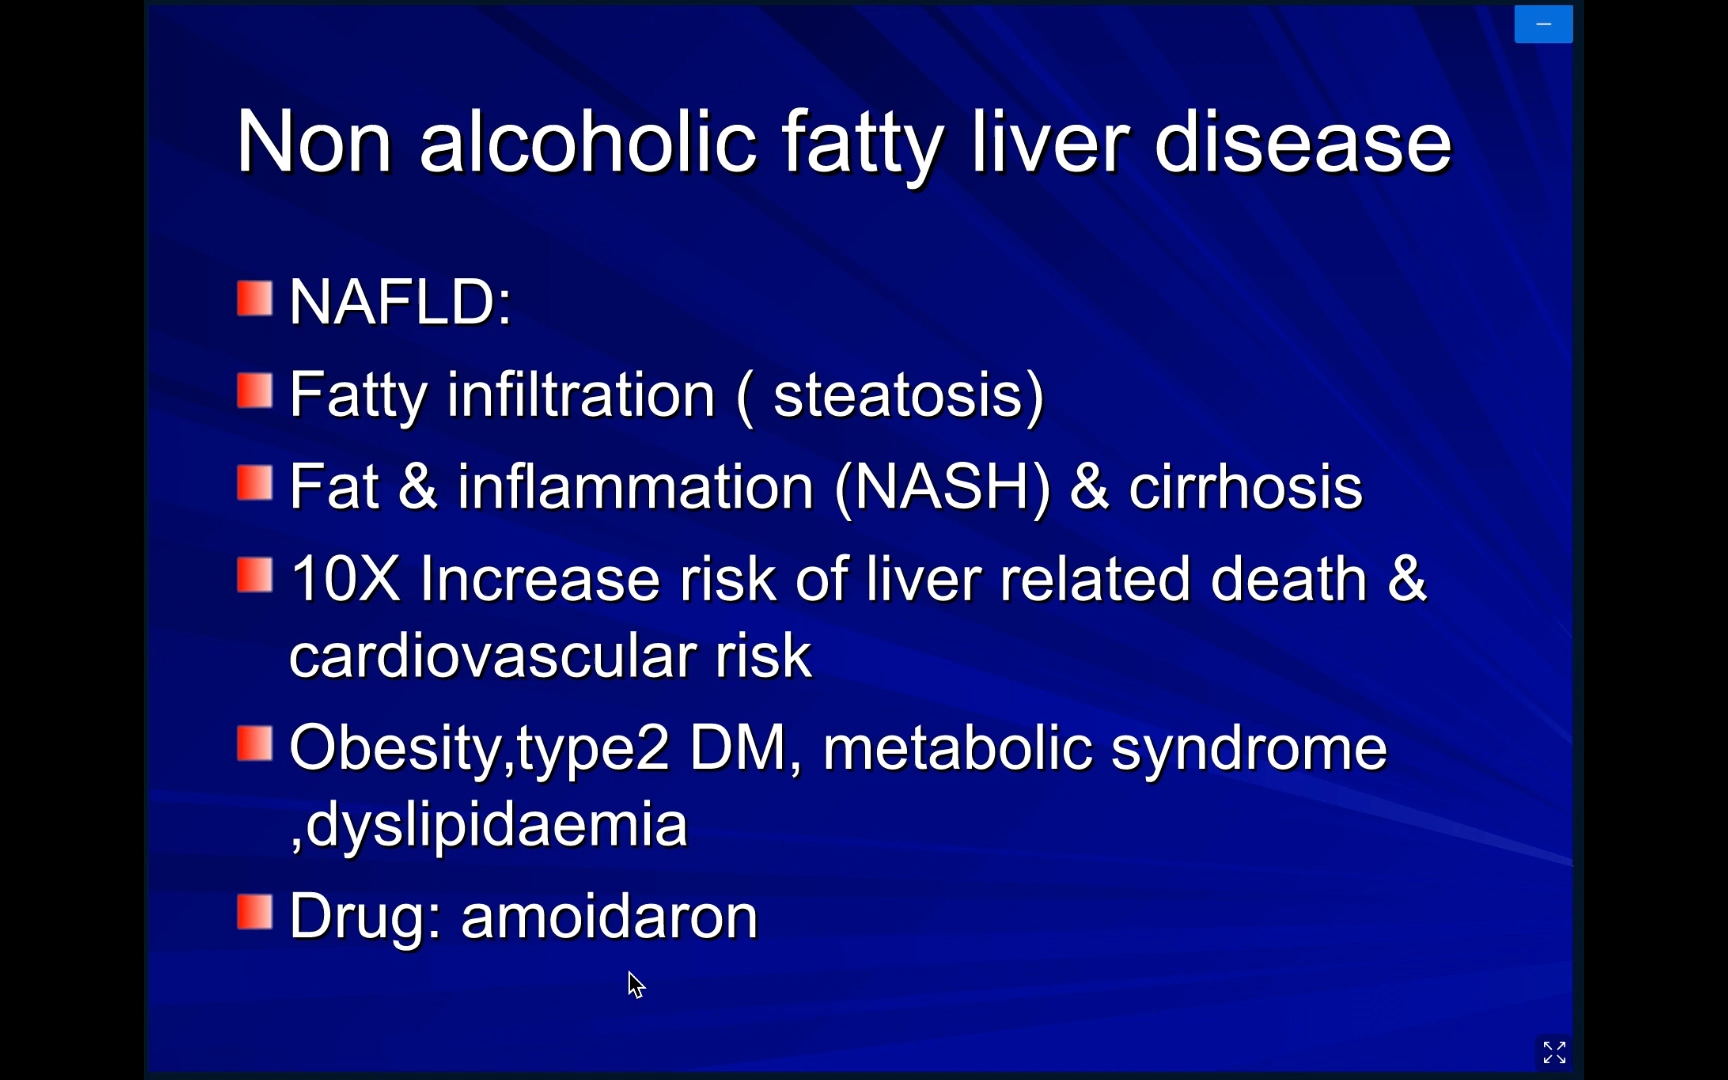 Non alcoholic fatty liver disease
NAFLD:
Fatty infiltration ( steatosis)
Fat & inflammation (NASH) & cirrhosis
10X Increase risk of liver related death &
cardiovascular risk
Obesity,type2 DM, metabolic syndrome
,dyslipidaemia
Drug: amoidaron